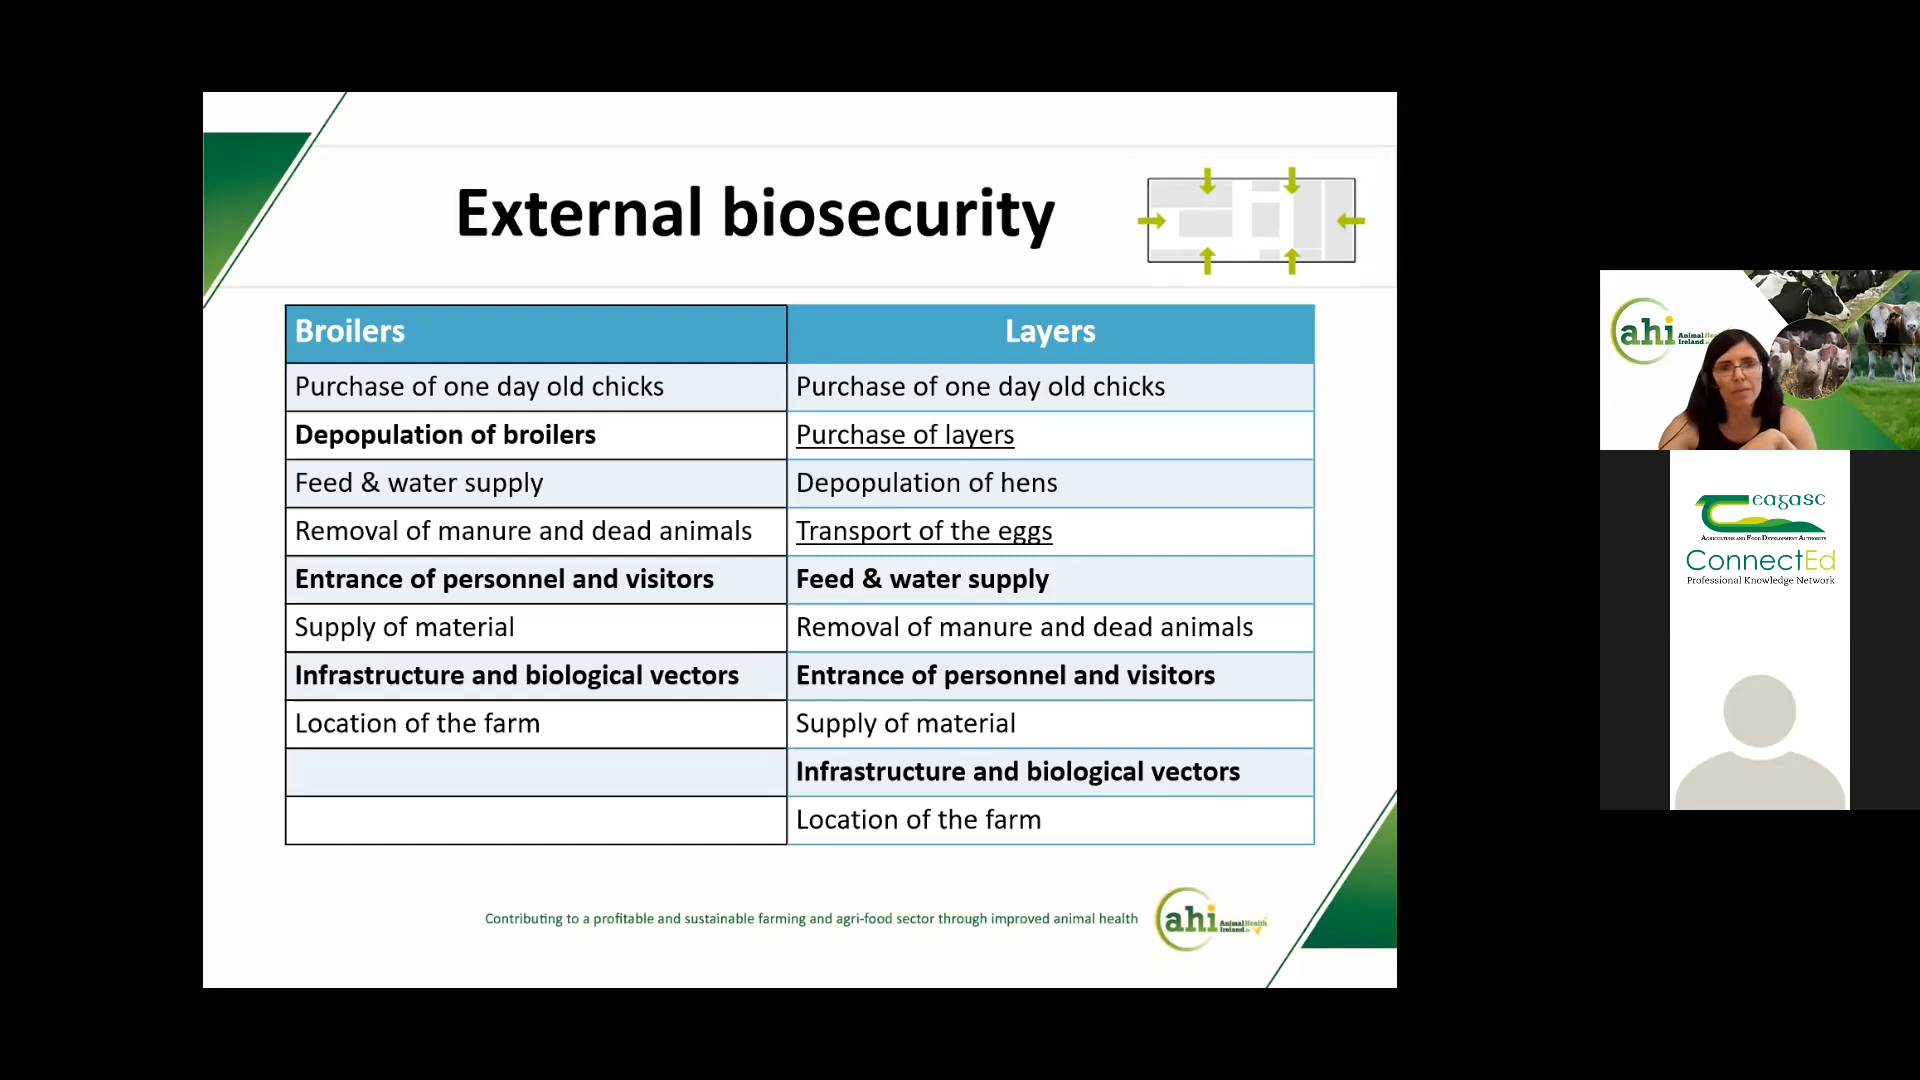 External biosecurity
Broilers
Layers
Purchase of one day old chicks
Purchase of one day old chicks
Depopulation of broilers
Purchase of layers
Feed & water supply
Depopulation of hens
Removal of manure and dead animals
Transport of the eggs
Entrance of personnel and visitors
Feed & water supply
Supply of material
Removal of manure and dead animals
Infrastructure and biological vectors
Entrance of personnel and visitors
Location of the farm
Supply of material
Infrastructure and biological vectors
Location of the farm
Contributing to a profitable and sustainable farming and agri-food sector through improved animal health
ahi Animal Health
Ireland.ie
ahi Animal
Ireland
eagasc
Agriculture and Food Development Authority
ConnectEd
Professional Knowledge Network